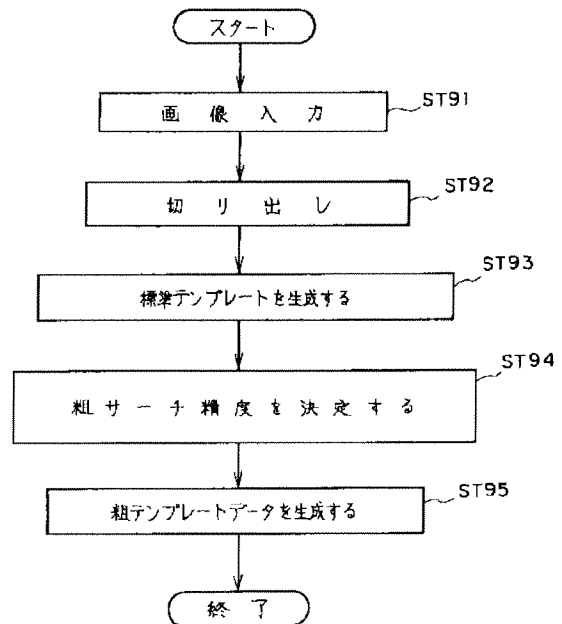 スタート
画像入力 ST91
切り出し ST92
標準テンプレートを生成する ST93
粗サーチ精度を決定する ST94
粗テンプレートデータを生成する ST95
終了